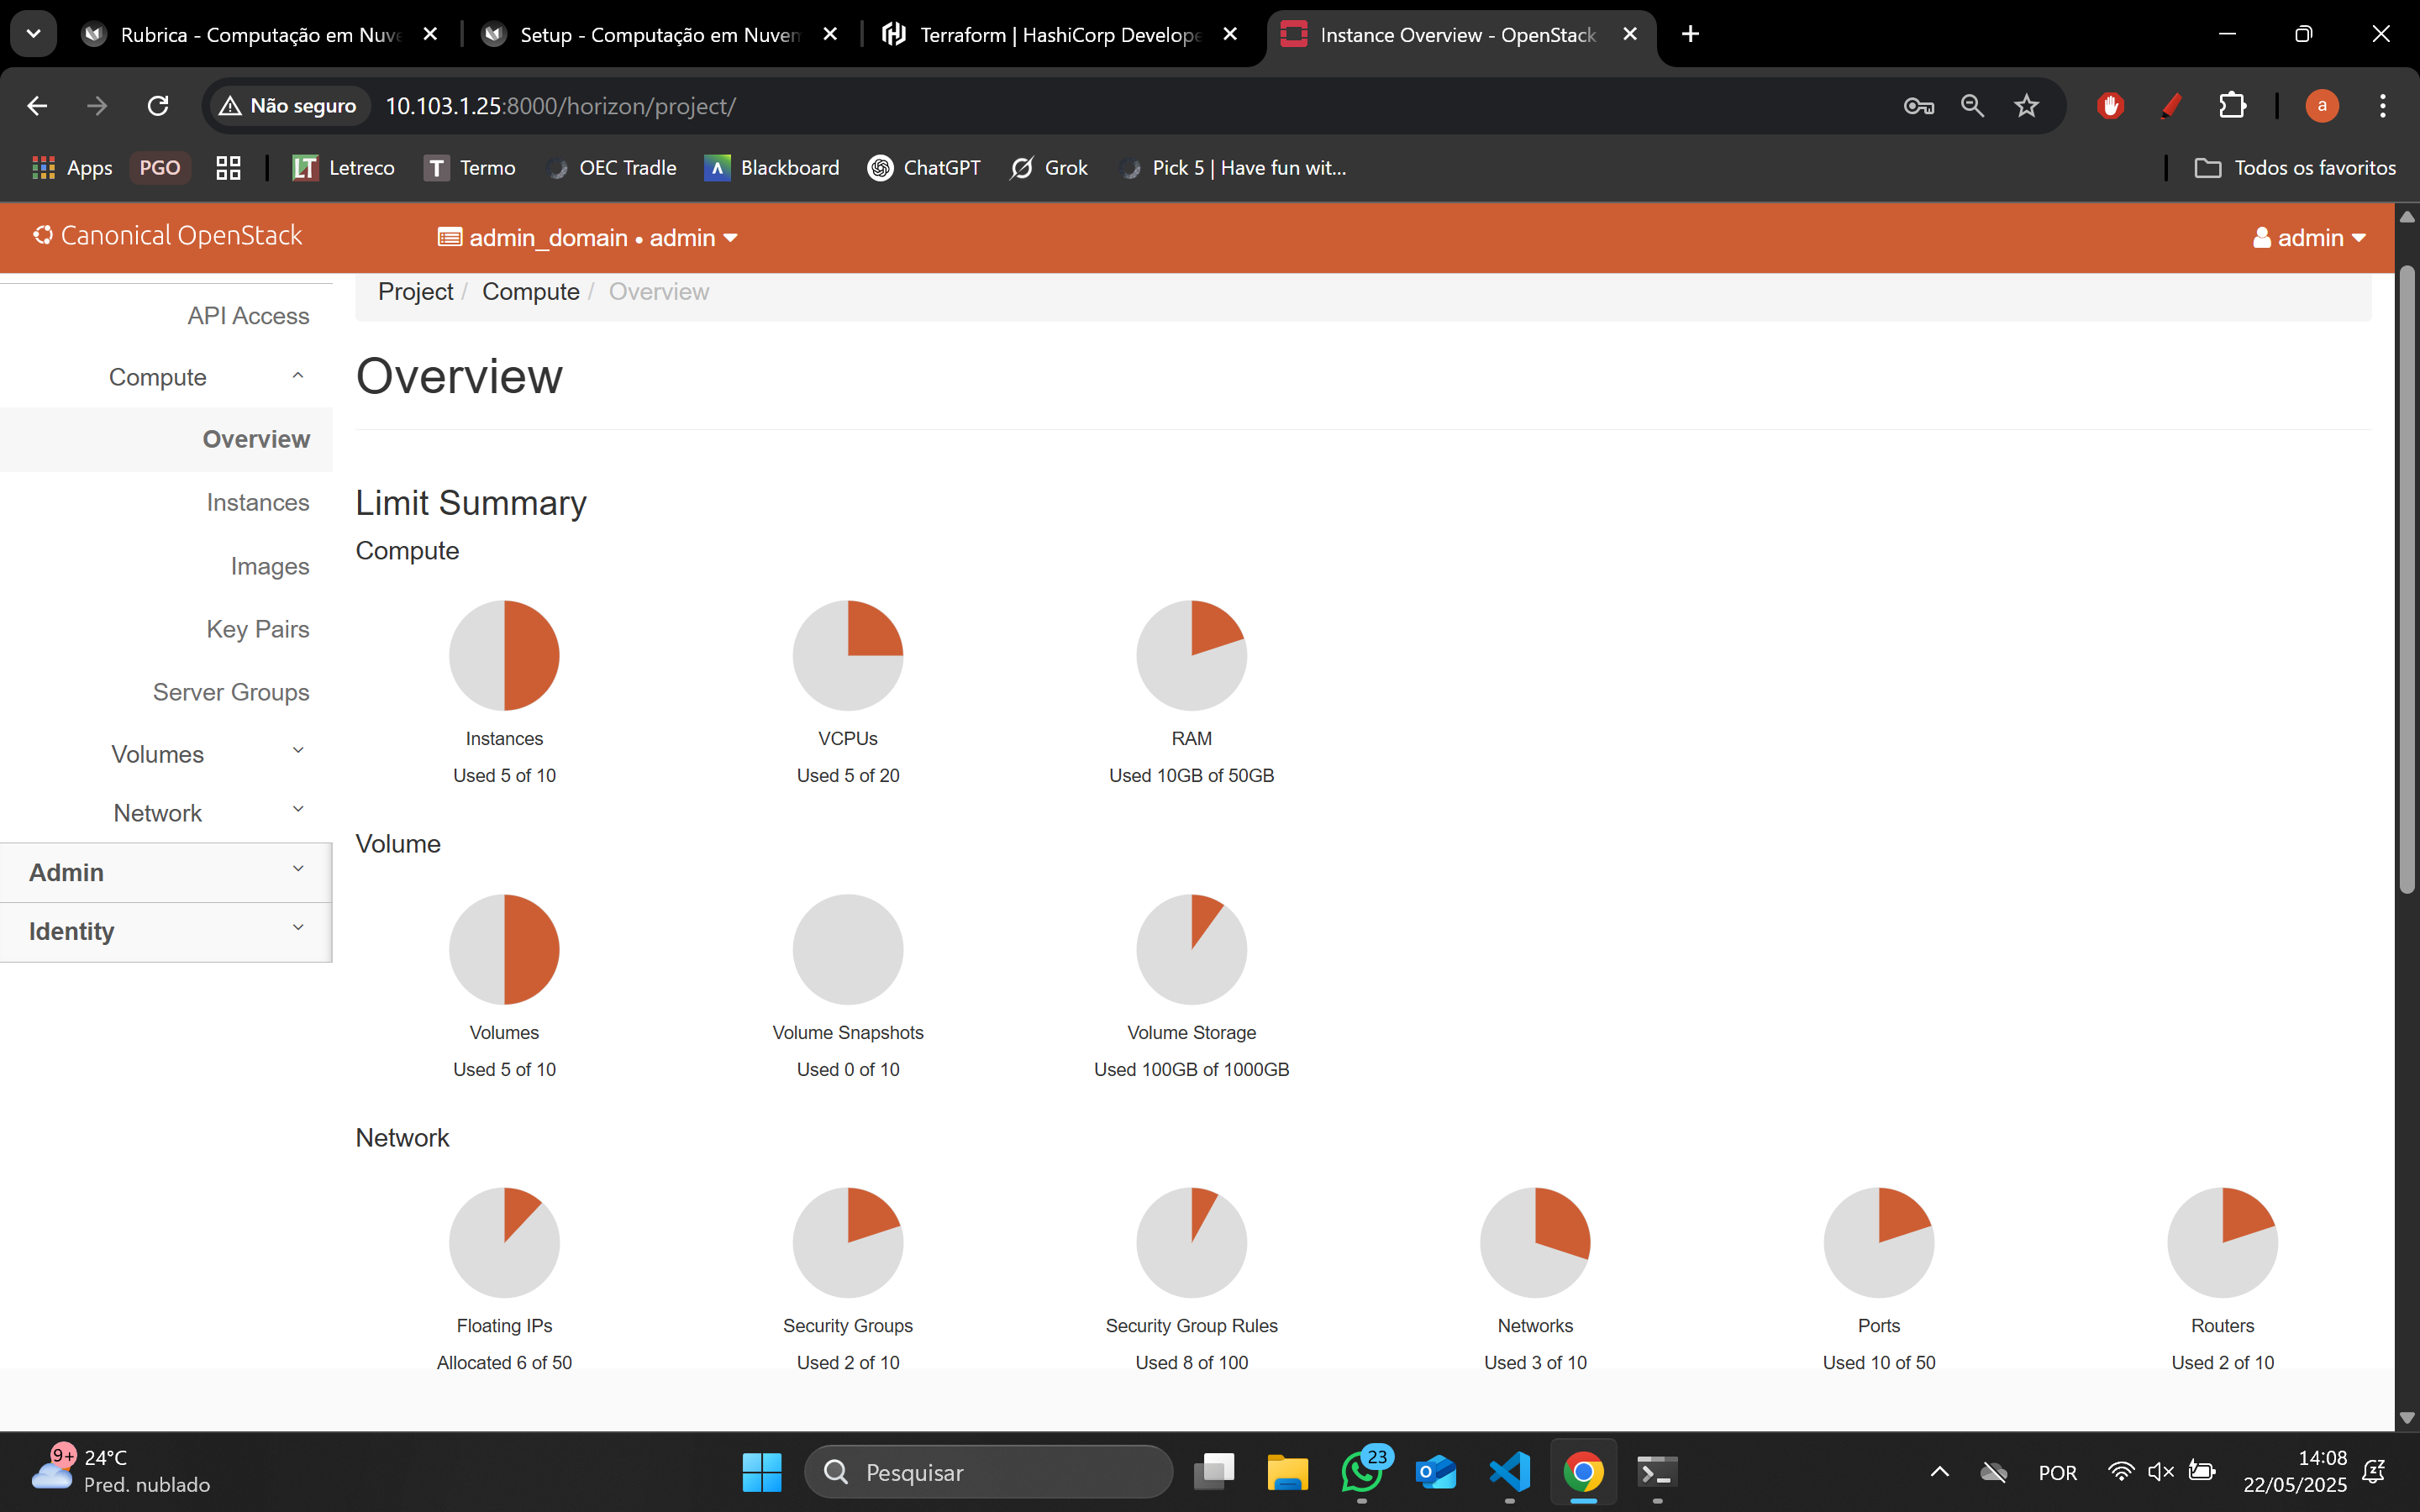 Rubrica - Computação em Nuve
Setup - Computação em Nuvem
Terraform | HashiCorp Develope
Instance Overview - OpenStack
Não seguro
10.103.1.25:8000/horizon/project/
a
Apps
PGO
LT Letreco
T Termo
OEC Tradle
Blackboard
ChatGPT
Grok
Pick 5 | Have fun wit...
Todos os favoritos
Canonical OpenStack
admin_domain • admin
admin
Project / Compute / Overview
API Access
Compute
Overview
Instances
Images
Key Pairs
Server Groups
Volumes
Network
Admin
Identity
Overview
Limit Summary
Compute
Instances
Used 5 of 10
VCPUs
Used 5 of 20
RAM
Used 10GB of 50GB
Volume
Volumes
Used 5 of 10
Volume Snapshots
Used 0 of 10
Volume Storage
Used 100GB of 1000GB
Network
Floating IPs
Allocated 6 of 50
Security Groups
Used 2 of 10
Security Group Rules
Used 8 of 100
Networks
Used 3 of 10
Ports
Used 10 of 50
Routers
Used 2 of 10
9+
24°C
Pred. nublado
Pesquisar
23
POR
14:08
22/05/2025